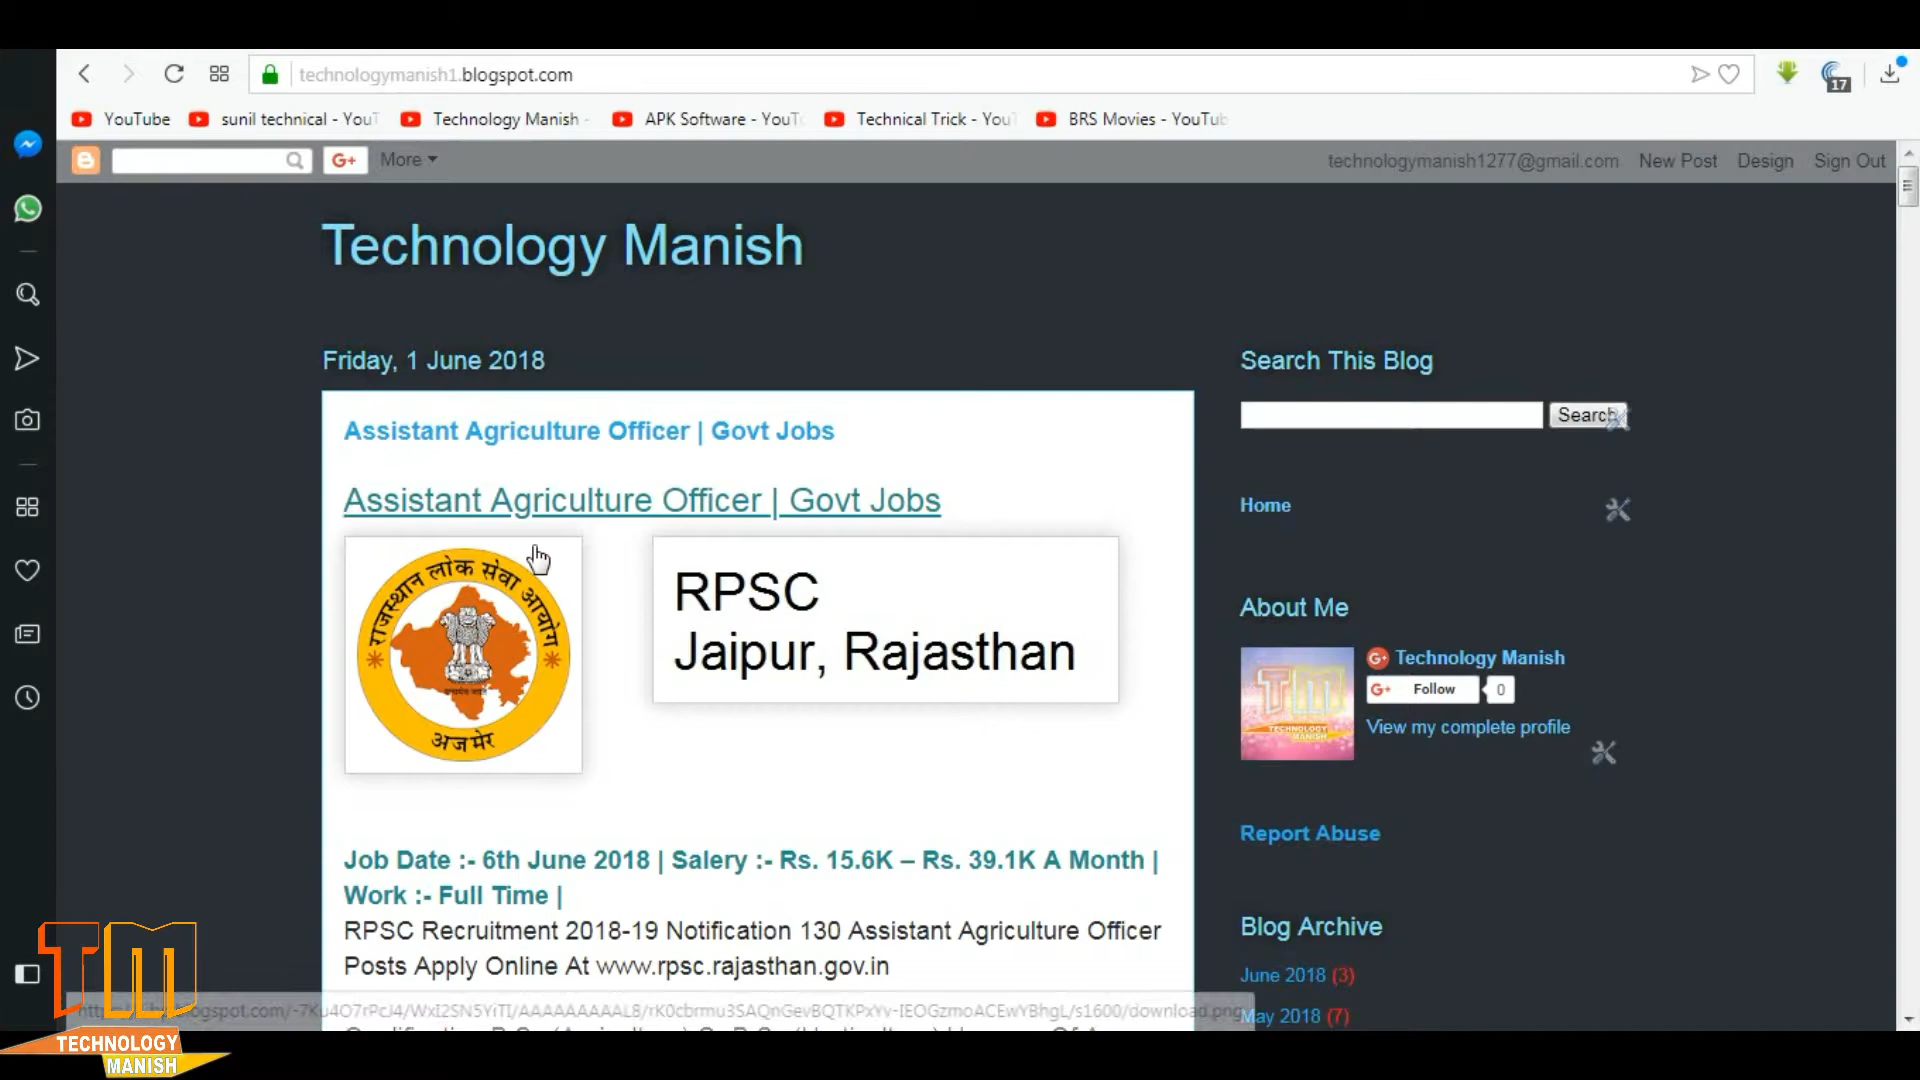 technologymanish1.blogspot.com
17
YouTube
sunil technical - YouT
Technology Manish -
APK Software - YouT
Technical Trick - You
BRS Movies - YouTub
G+
More
technologymanish1277@gmail.com
New Post
Design
Sign Out
Technology Manish
Friday, 1 June 2018
Assistant Agriculture Officer | Govt Jobs
Assistant Agriculture Officer | Govt Jobs
राजस्थान लोक सेवा आयोग
अजमेर
RPSC
Jaipur, Rajasthan
Job Date :- 6th June 2018 | Salery :- Rs. 15.6K – Rs. 39.1K A Month |
Work :- Full Time |
RPSC Recruitment 2018-19 Notification 130 Assistant Agriculture Officer
Posts Apply Online At www.rpsc.rajasthan.gov.in
Search This Blog
Search
Home
About Me
TM
TECHNOLOGY
MANISH
G+ Technology Manish
G+ Follow 0
View my complete profile
Report Abuse
Blog Archive
June 2018 (3)
May 2018 (7)
TM
TECHNOLOGY
MANISH